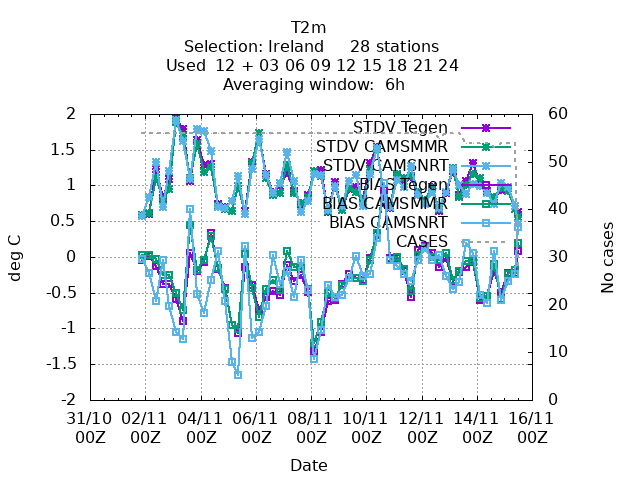 T2m
Selection: Ireland     28 stations
Used  12 + 03 06 09 12 15 18 21 24
Averaging window:  6h
STDV Tegen
STDV CAMSMMR
STDV CAMSNRT
BIAS Tegen
BIAS CAMSMMR
BIAS CAMSNRT
CASES
2
1.5
1
0.5
0
-0.5
-1
-1.5
-2
deg C
60
50
40
30
20
10
0
No cases
31/10 02/11 04/11 06/11 08/11 10/11 12/11 14/11 16/11
00Z 00Z 00Z 00Z 00Z 00Z 00Z 00Z 00Z
Date